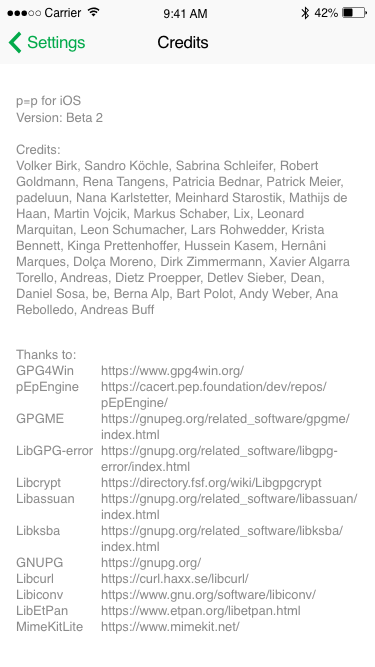 Carrier 9:41 AM 42%
Settings Credits
p=p for iOS
Version: Beta 2
Credits:
Volker Birk, Sandro Köchle, Sabrina Schleifer, Robert
Goldmann, Rena Tangens, Patricia Bednar, Patrick Meier,
padeluun, Nana Karlstetter, Meinhard Starostik, Mathijs de
Haan, Martin Vojcik, Markus Schaber, Lix, Leonard
Marquitan, Leon Schumacher, Lars Rohwedder, Krista
Bennett, Kinga Prettenhoffer, Hussein Kasem, Hernâni
Marques, Dolça Moreno, Dirk Zimmermann, Xavier Algarra
Torello, Andreas, Dietz Proepper, Detlev Sieber, Dean,
Daniel Sosa, be, Berna Alp, Bart Polot, Andy Weber, Ana
Rebolledo, Andreas Buff
Thanks to:
GPG4Win https://www.gpg4win.org/
pEpEngine https://cacert.pep.foundation/dev/repos/
pEpEngine/
GPGME https://gnupeg.org/related_software/gpgme/
index.html
LibGPG-error https://gnupg.org/related_software/libgpg-
error/index.html
Libcrypt https://directory.fsf.org/wiki/Libgpgcrypt
Libassuan https://gnupg.org/related_software/libassuan/
index.html
Libksba https://gnupg.org/related_software/libksba/
index.html
GNUPG https://gnupg.org/
Libcurl https://curl.haxx.se/libcurl/
Libiconv https://www.gnu.org/software/libiconv/
LibEtPan https://www.etpan.org/libetpan.html
MimeKitLite https://www.mimekit.net/